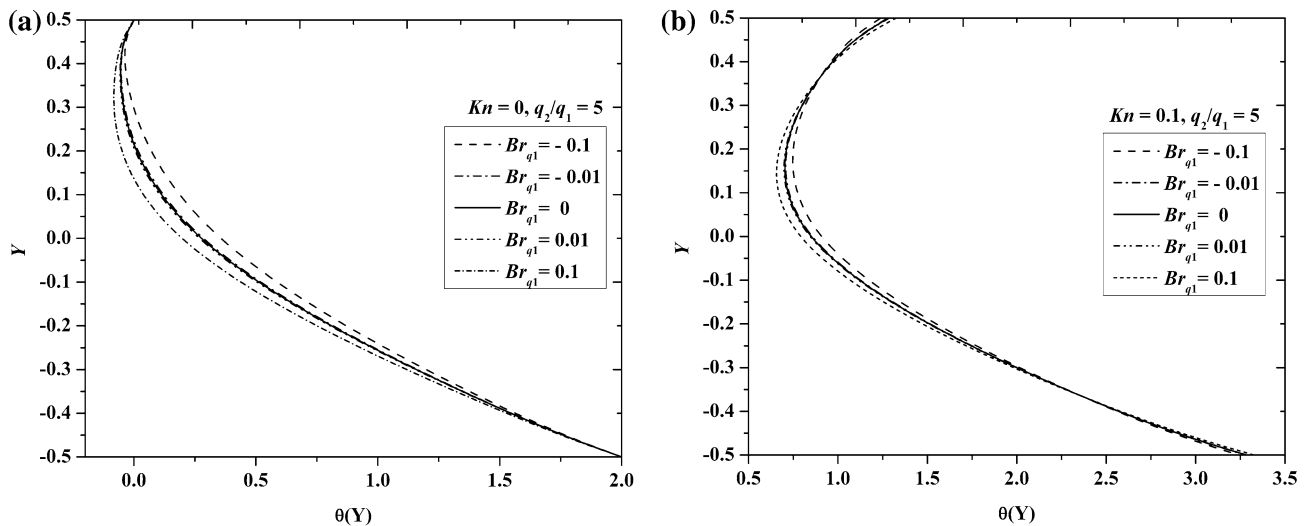 (a)
0.5
0.4
0.3
0.2
0.1
0.0
-0.1
-0.2
-0.3
-0.4
-0.5
Y
0.0
0.5
1.0
1.5
2.0
θ(Y)
Kn = 0, q2/q1 = 5
Brq1= - 0.1
Brq1= - 0.01
Brq1= 0
Brq1= 0.01
Brq1= 0.1
(b)
0.5
0.4
0.3
0.2
0.1
0.0
-0.1
-0.2
-0.3
-0.4
-0.5
Y
0.5
1.0
1.5
2.0
2.5
3.0
3.5
θ(Y)
Kn = 0.1, q2/q1 = 5
Brq1= - 0.1
Brq1= - 0.01
Brq1= 0
Brq1= 0.01
Brq1= 0.1